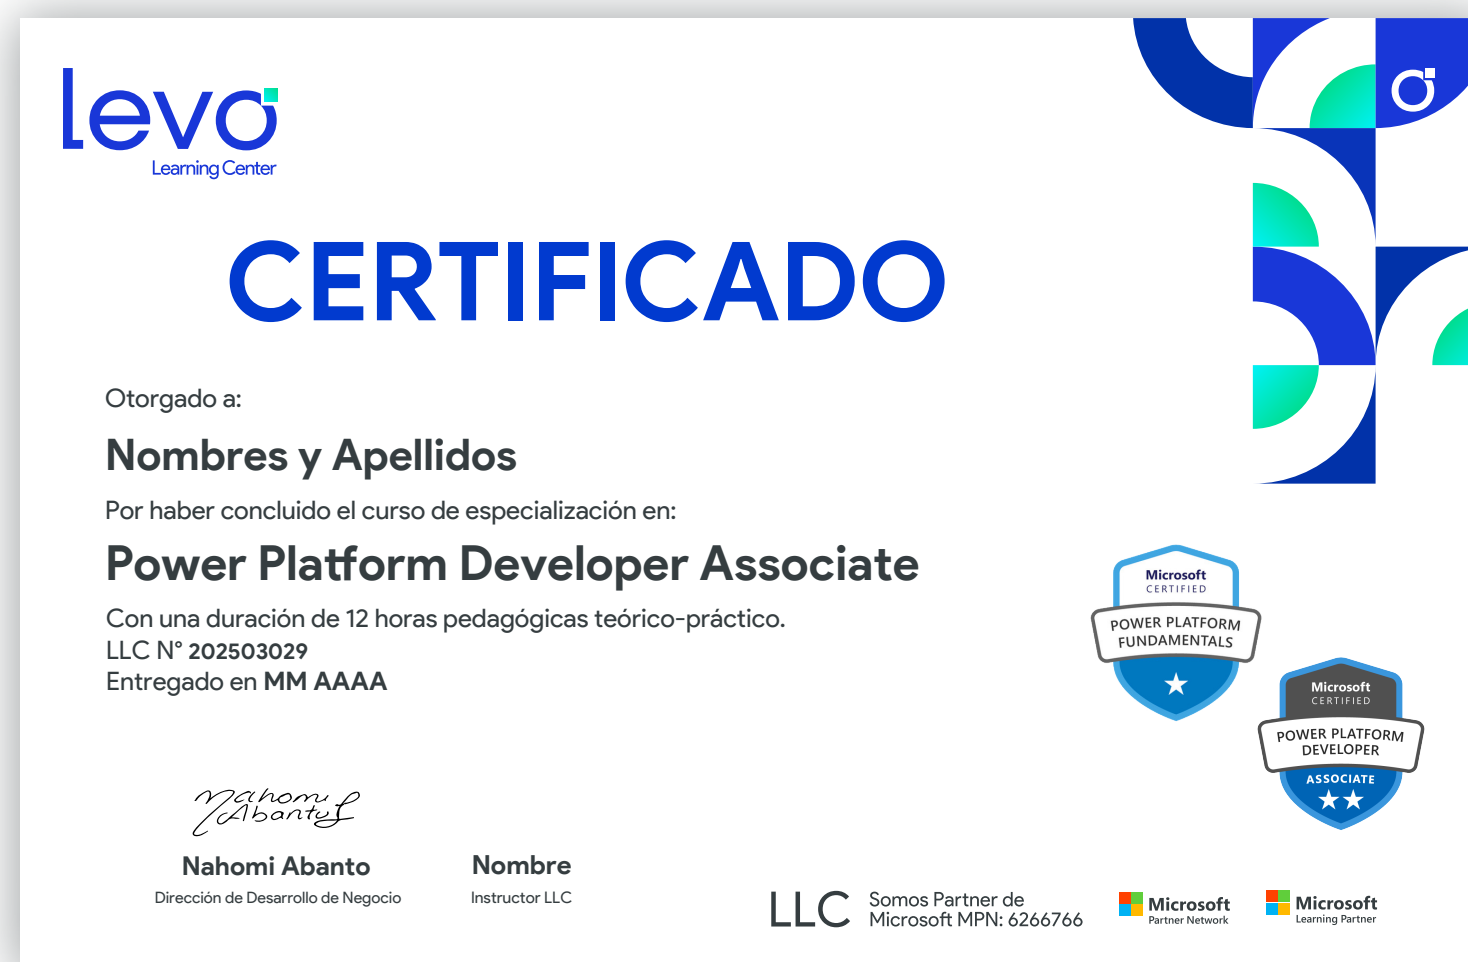 levo
Learning Center
CERTIFICADO
Otorgado a:
Nombres y Apellidos
Por haber concluido el curso de especialización en:
Power Platform Developer Associate
Con una duración de 12 horas pedagógicas teórico-práctico.
LLC N° 202503029
Entregado en MM AAAA
Microsoft
CERTIFIED
POWER PLATFORM
FUNDAMENTALS
Microsoft
CERTIFIED
POWER PLATFORM
DEVELOPER
ASSOCIATE
Nahomi
Abanto
Nahomi Abanto
Dirección de Desarrollo de Negocio
Nombre
Instructor LLC
LLC
Somos Partner de
Microsoft MPN: 6266766
Microsoft
Partner Network
Microsoft
Learning Partner